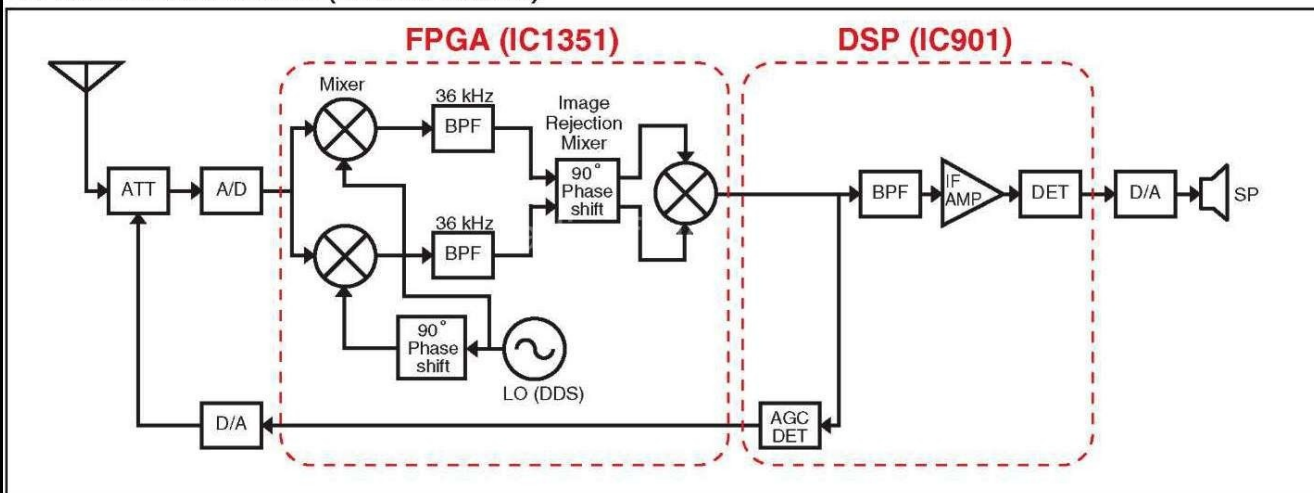 FPGA (IC1351)
DSP (IC901)
Mixer
36 kHz
BPF
Image
Rejection
Mixer
90°
Phase
shift
ATT
A/D
36 kHz
BPF
BPF
IF
AMP
DET
D/A
SP
90°
Phase
shift
LO (DDS)
D/A
AGC
DET